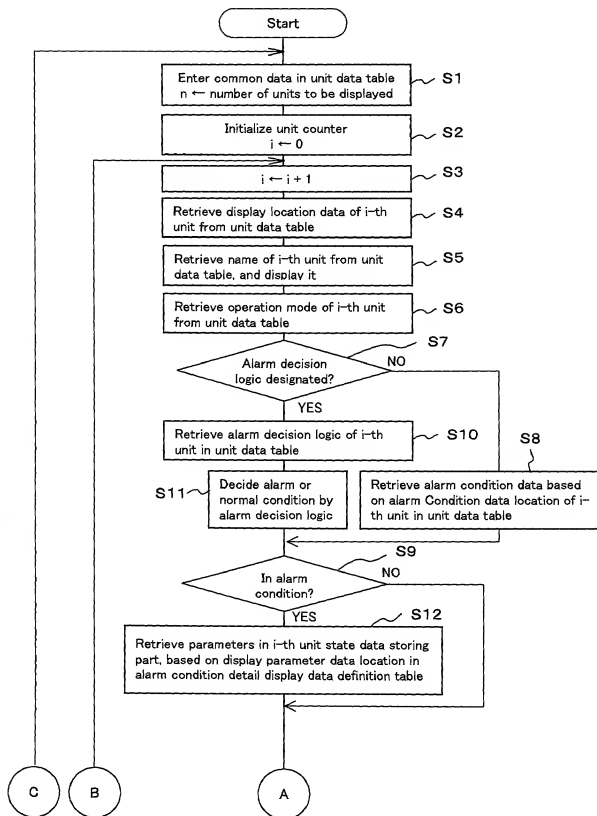 Start
Enter common data in unit data table
n ← number of units to be displayed
S1
Initialize unit counter
i ← 0
S2
i ← i + 1
S3
Retrieve display location data of i-th
unit from unit data table
S4
Retrieve name of i-th unit from unit
data table, and display it
S5
Retrieve operation mode of i-th unit
from unit data table
S6
S7
Alarm decision
logic designated?
NO
YES
Retrieve alarm decision logic of i-th
unit in unit data table
S10
S8
S11
Decide alarm or
normal condition by
alarm decision logic
Retrieve alarm condition data based
on alarm Condition data location of i-
th unit in unit data table
S9
In alarm
condition?
NO
YES
S12
Retrieve parameters in i-th unit state data storing
part, based on display parameter data location in
alarm condition detail display data definition table
C
B
A